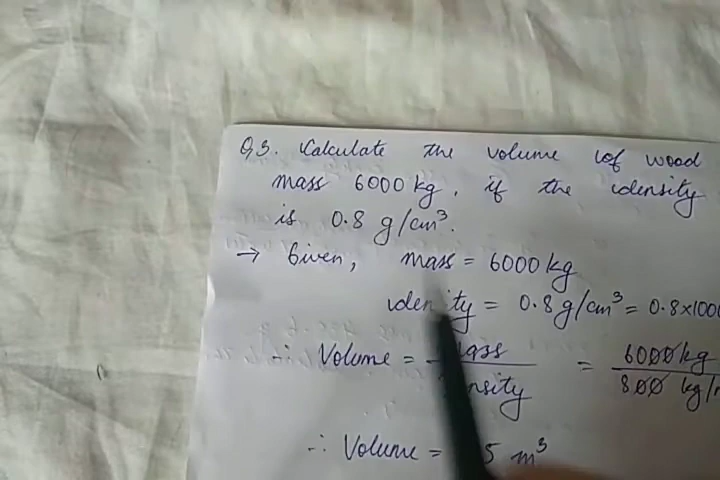 Q3. Calculate the volume of wood
mass 6000 kg, if the density
is 0.8 g/cm³.
→ Given, mass = 6000 kg
density = 0.8 g/cm³ = 0.8×100
∴ Volume = = 6000 kg / 800 kg/
∴ Volume = 5 m³